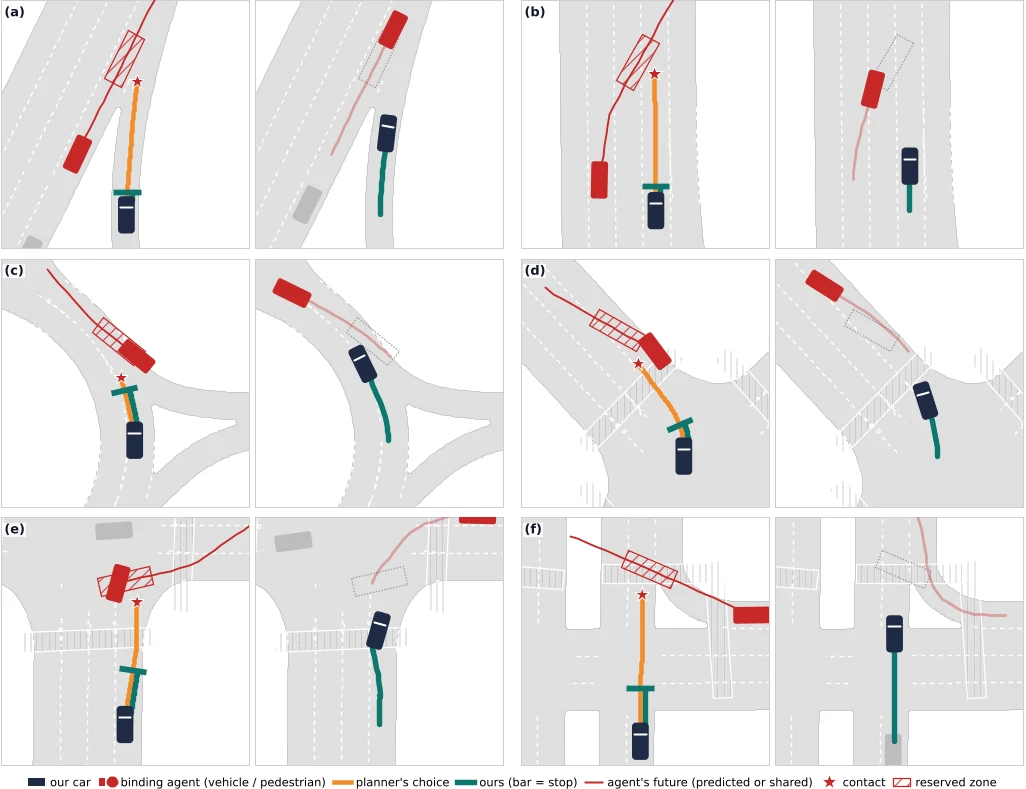 (a)
(b)
(c)
(d)
(e)
(f)
our car binding agent (vehicle / pedestrian) planner's choice ours (bar = stop) agent's future (predicted or shared) contact reserved zone